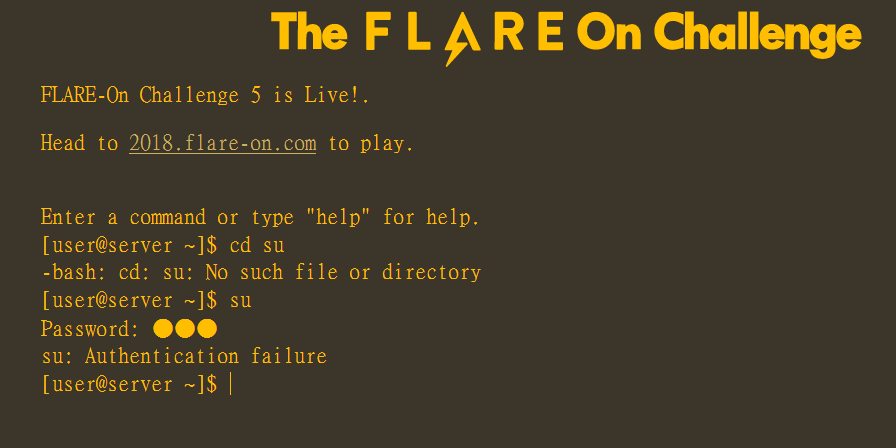 The FLARE On Challenge
FLARE-On Challenge 5 is Live!.
Head to 2018.flare-on.com to play.
Enter a command or type "help" for help.
[user@server ~]$ cd su
-bash: cd: su: No such file or directory
[user@server ~]$ su
Password: ●●●
su: Authentication failure
[user@server ~]$